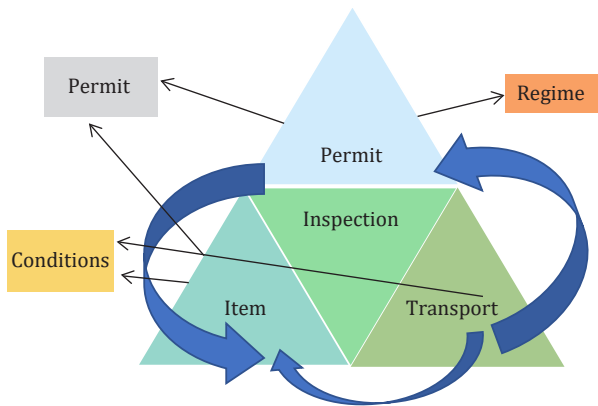 Permit
Regime
Permit
Inspection
Conditions
Item
Transport